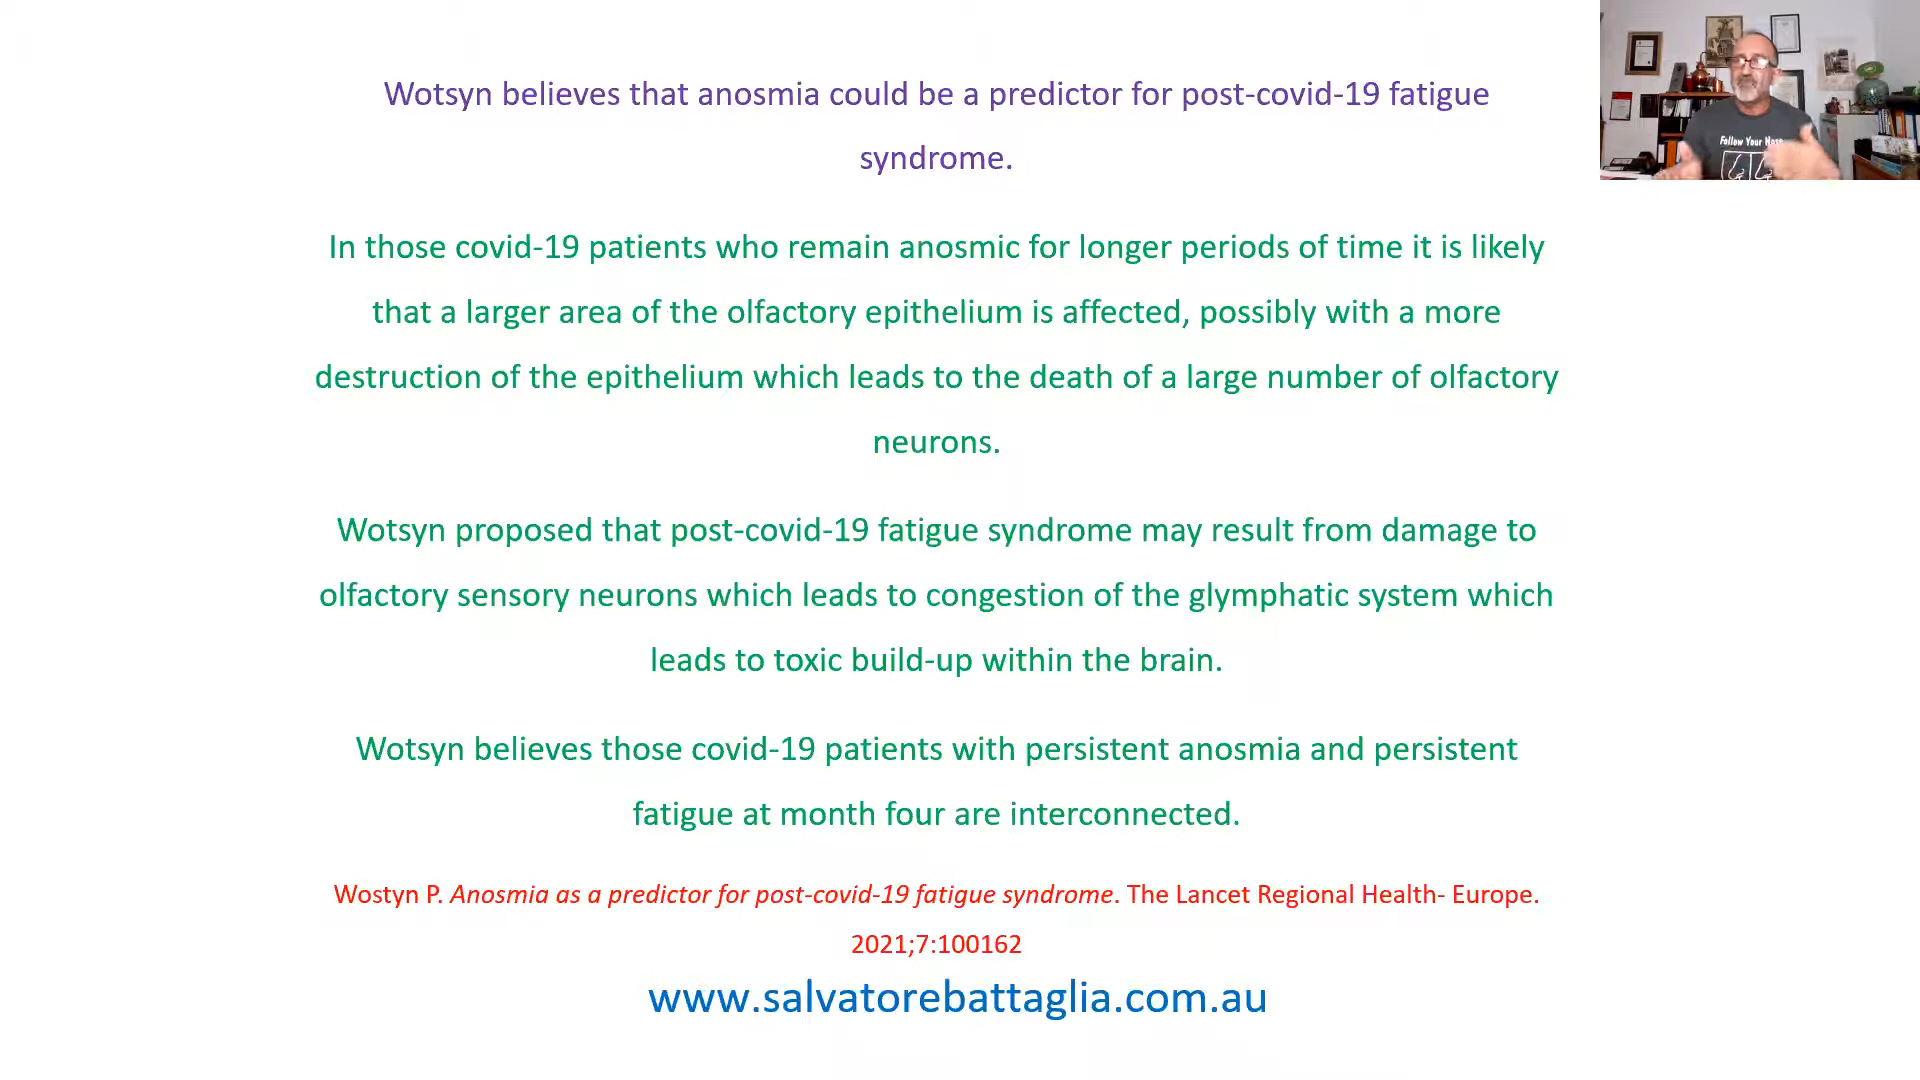 Wotsyn believes that anosmia could be a predictor for post-covid-19 fatigue
syndrome.
In those covid-19 patients who remain anosmic for longer periods of time it is likely
that a larger area of the olfactory epithelium is affected, possibly with a more
destruction of the epithelium which leads to the death of a large number of olfactory
neurons.
Wotsyn proposed that post-covid-19 fatigue syndrome may result from damage to
olfactory sensory neurons which leads to congestion of the glymphatic system which
leads to toxic build-up within the brain.
Wotsyn believes those covid-19 patients with persistent anosmia and persistent
fatigue at month four are interconnected.
Wostyn P. Anosmia as a predictor for post-covid-19 fatigue syndrome. The Lancet Regional Health- Europe.
2021;7:100162
www.salvatorebattaglia.com.au
Follow Your